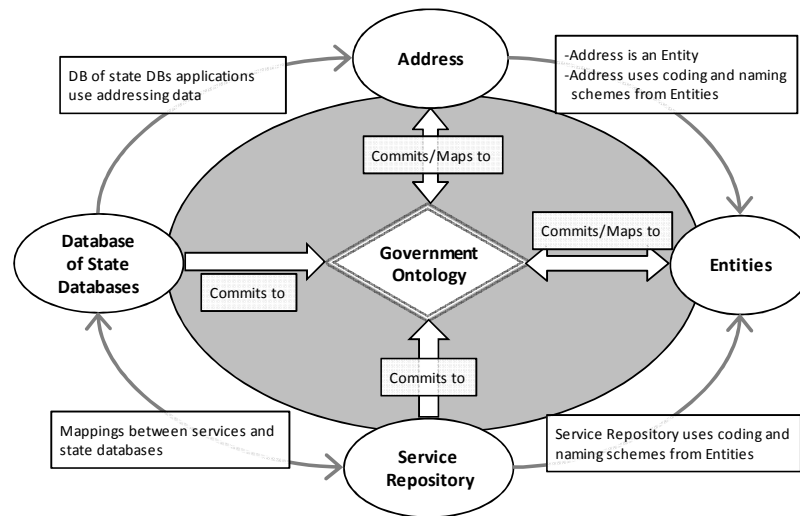 Address
DB of state DBs applications
use addressing data
-Address is an Entity
-Address uses coding and naming
schemes from Entities
Commits/Maps to
Database
of State
Databases
Commits to
Government
Ontology
Commits/Maps to
Entities
Commits to
Mappings between services and
state databases
Service
Repository
Service Repository uses coding and
naming schemes from Entities